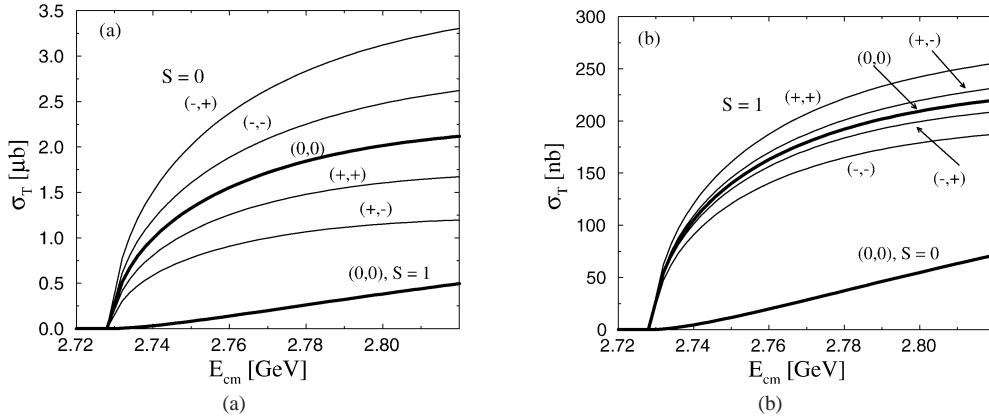 (a)
3.5
3.0
2.5
2.0
1.5
1.0
0.5
0.0
σT [μb]
S = 0
(-,+)
(-,-)
(0,0)
(+,+)
(+,-)
(0,0), S = 1
2.72 2.74 2.76 2.78 2.80
Ecm [GeV]
(a)
(b)
300
250
200
150
100
50
0
σT [nb]
(+,-)
(0,0)
S = 1
(+,+)
(-,-)
(-,+)
(0,0), S = 0
2.72 2.74 2.76 2.78 2.80
Ecm [GeV]
(b)